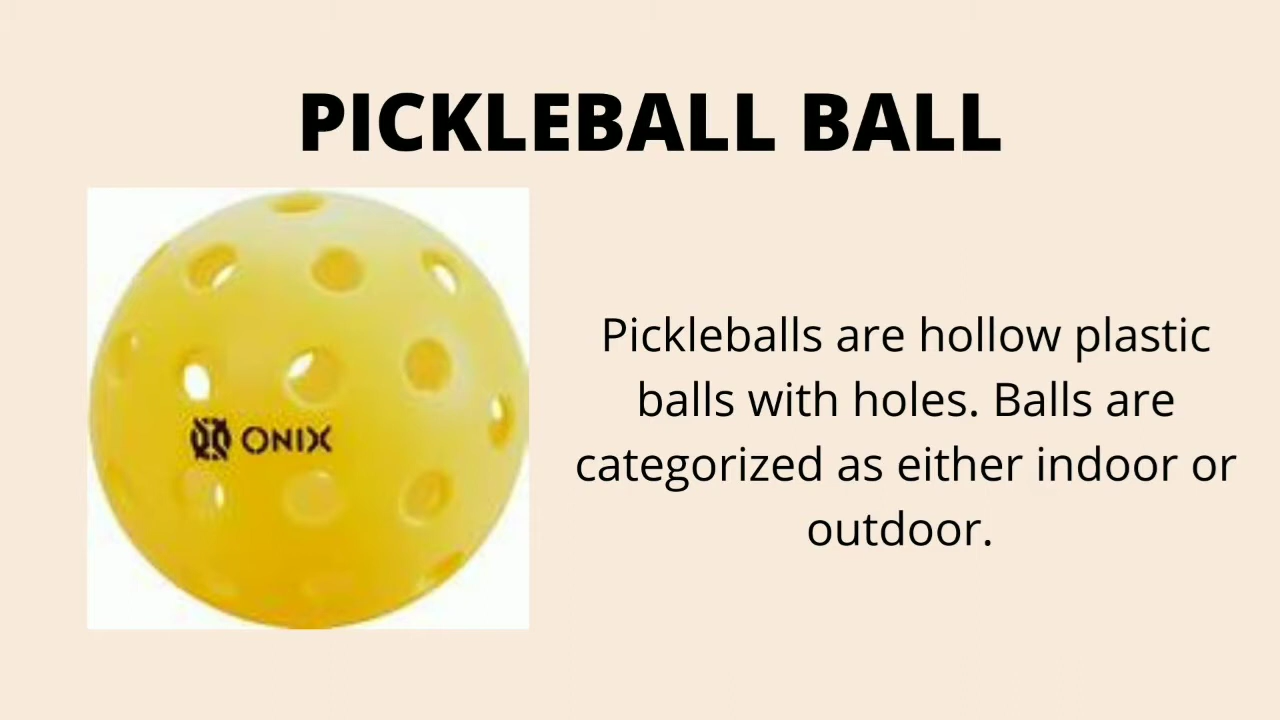 PICKLEBALL BALL
ONIX
Pickleballs are hollow plastic
balls with holes. Balls are
categorized as either indoor or
outdoor.